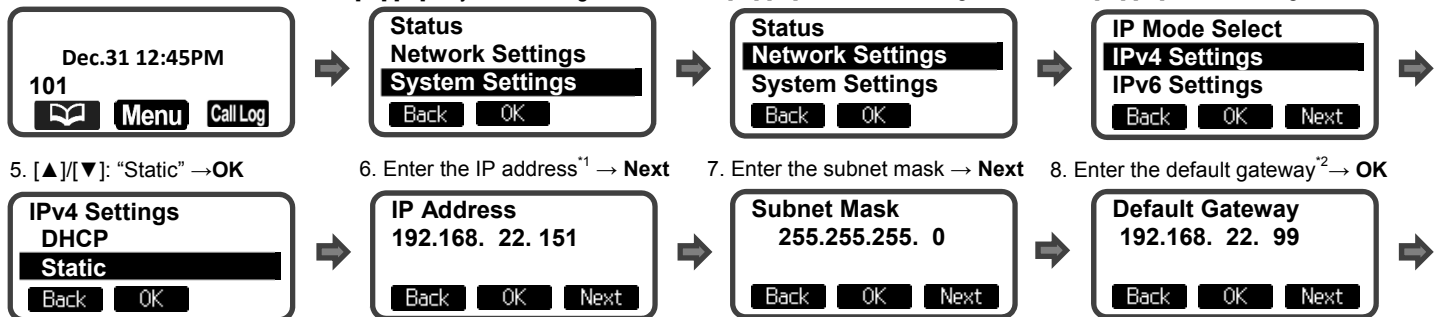 Dec.31 12:45PM
101
Menu Call Log
Status
Network Settings
System Settings
Back OK
Status
Network Settings
System Settings
Back OK
IP Mode Select
IPv4 Settings
IPv6 Settings
Back OK Next
5. [▲]/[▼]: “Static” →OK
IPv4 Settings
DHCP
Static
Back OK
6. Enter the IP address*1 → Next
IP Address
192.168. 22. 151
Back OK Next
7. Enter the subnet mask → Next
Subnet Mask
255.255.255. 0
Back OK Next
8. Enter the default gateway*2→ OK
Default Gateway
192.168. 22. 99
Back OK Next